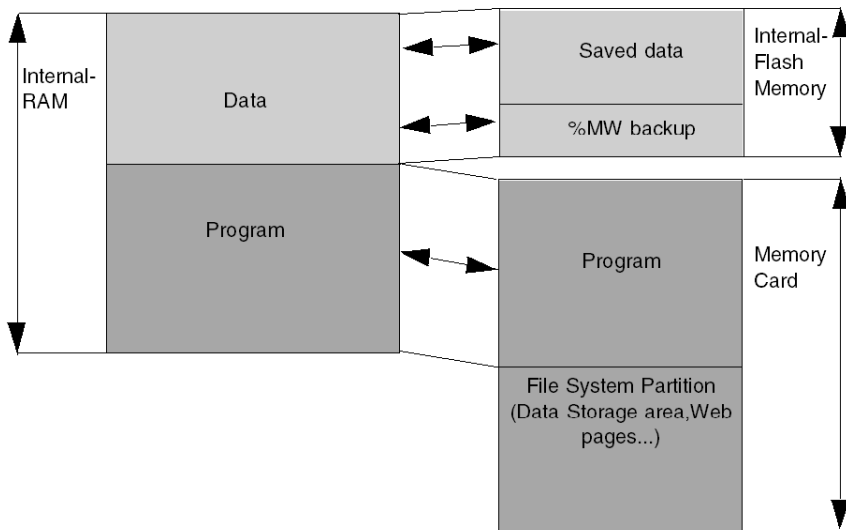 Internal-
RAM
Data
Program
Saved data
%MW backup
Internal-
Flash
Memory
Program
File System Partition
(Data Storage area,Web
pages...)
Memory
Card